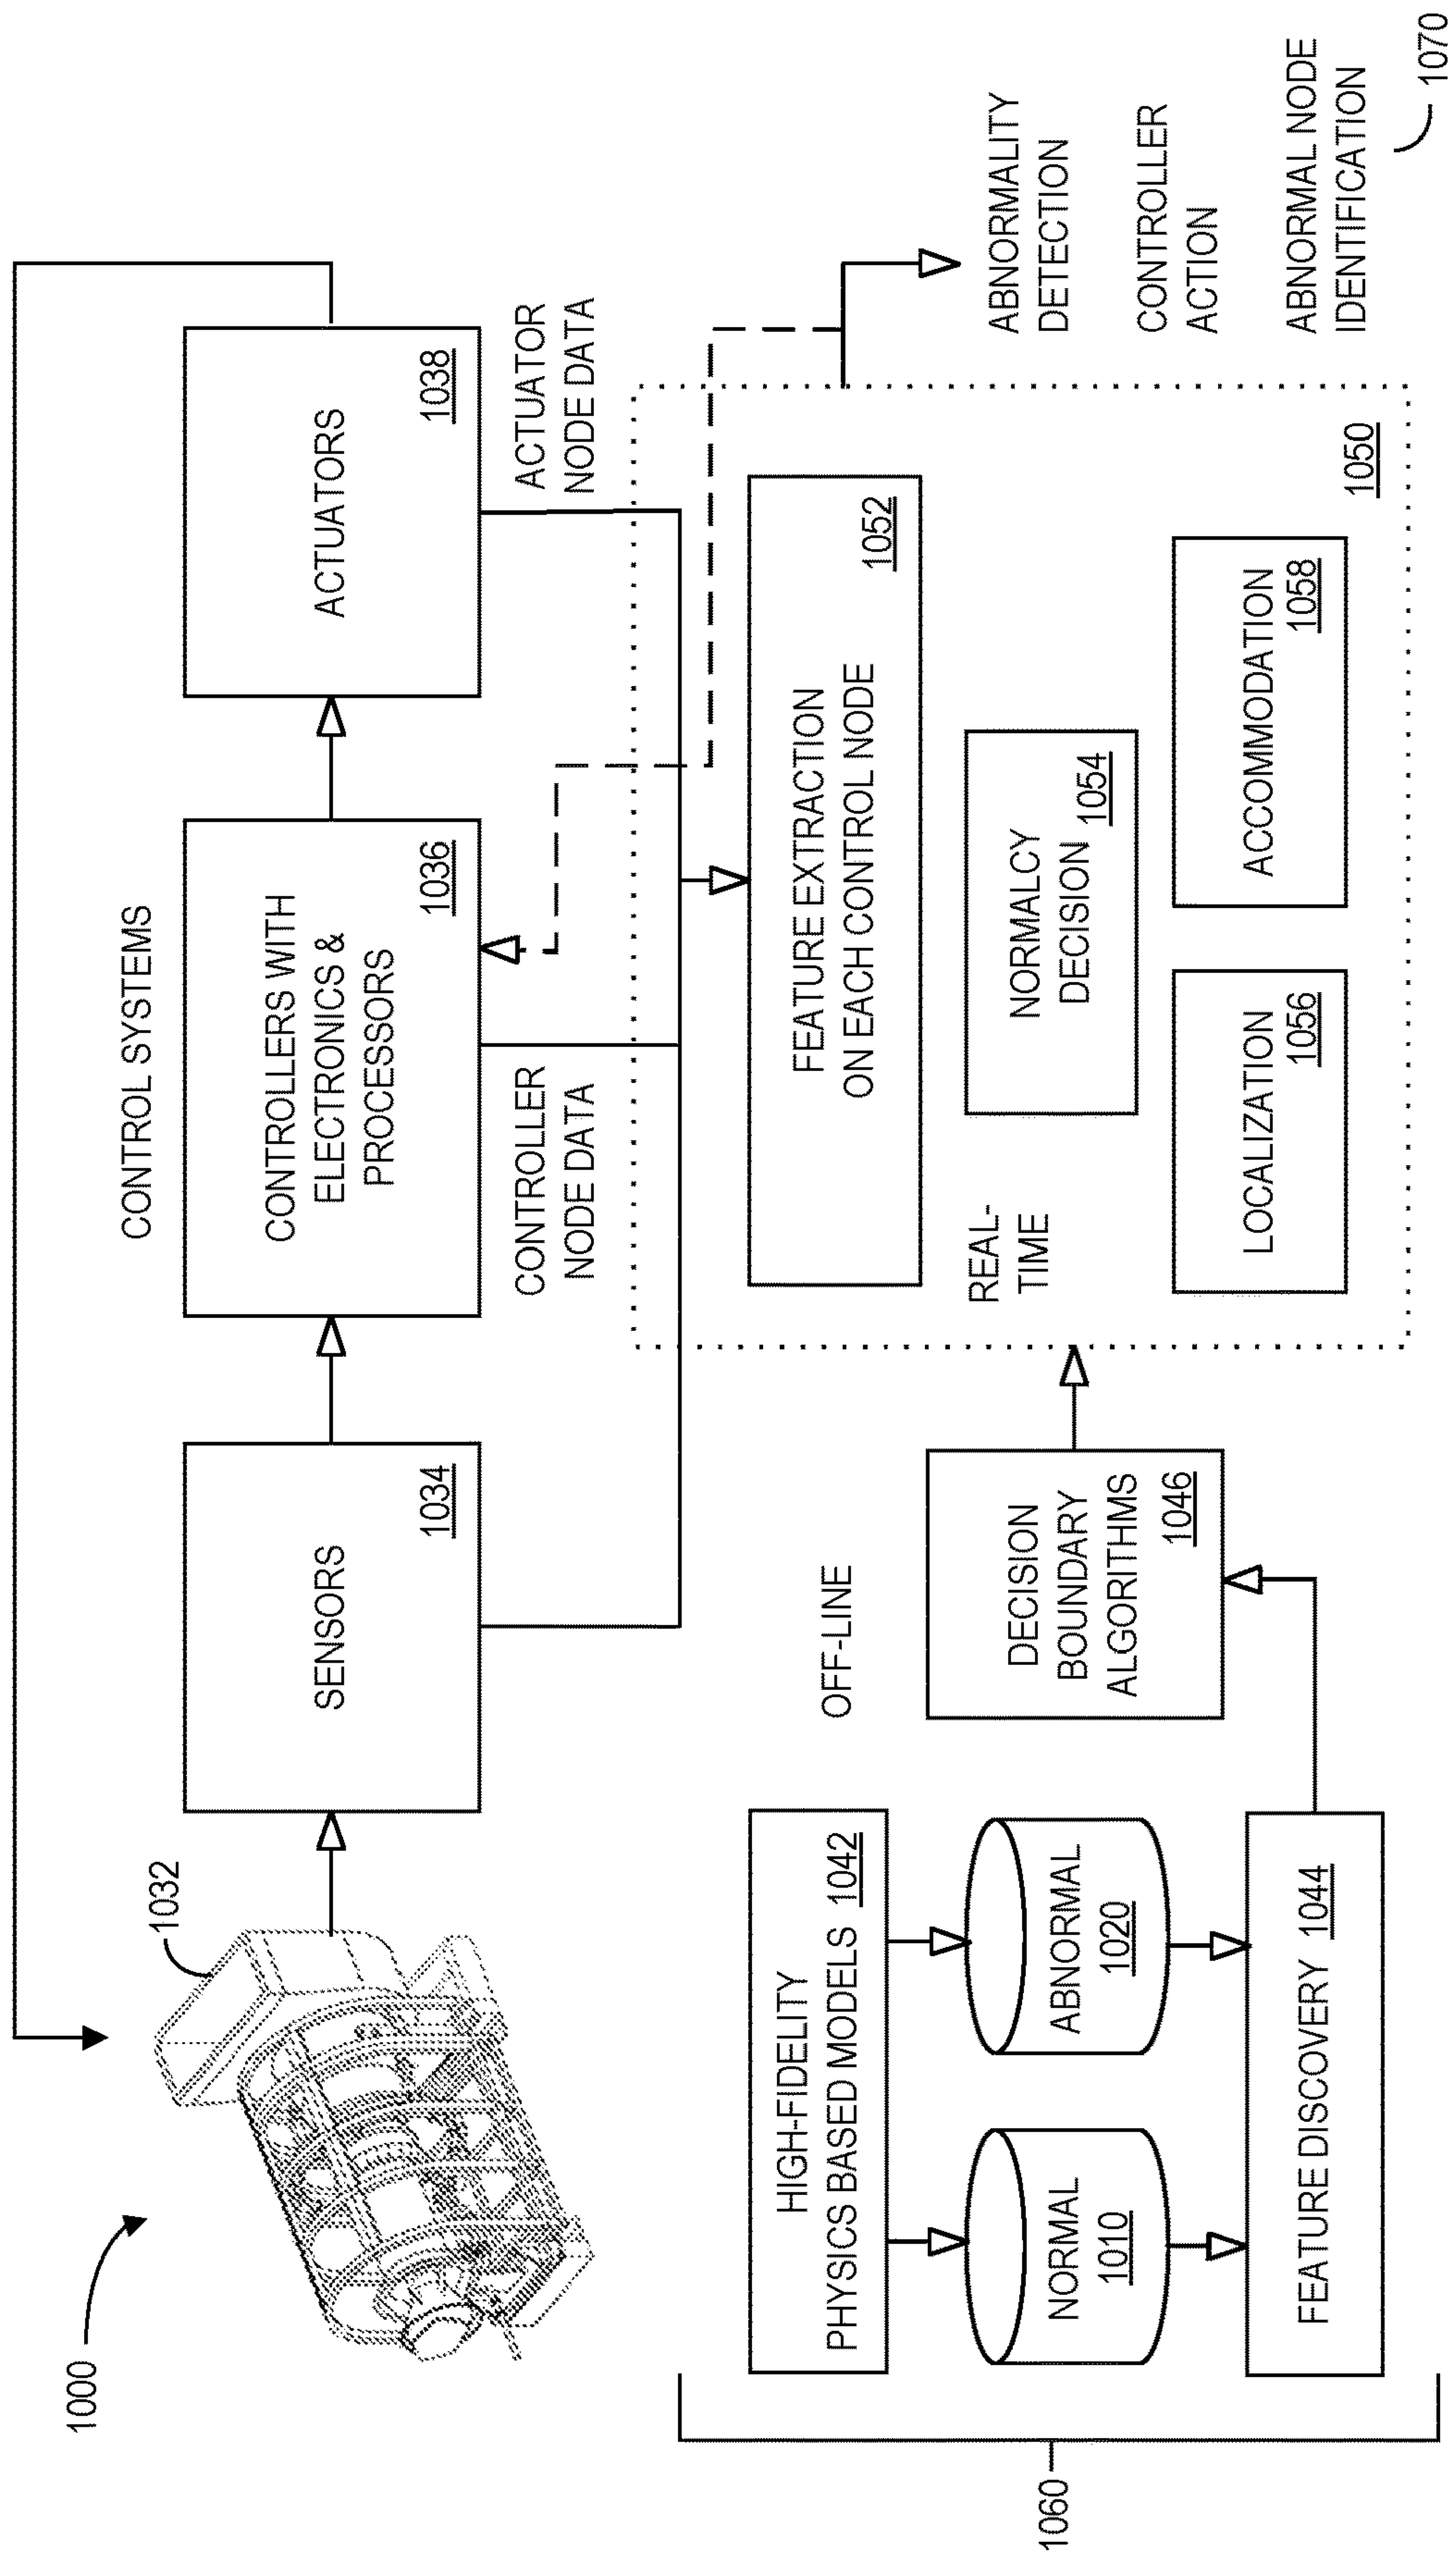 1000
1032
CONTROL SYSTEMS
SENSORS
1034
CONTROLLERS WITH
ELECTRONICS &
PROCESSORS
1036
ACTUATORS
1038
CONTROLLER
NODE DATA
ACTUATOR
NODE DATA
1060
HIGH-FIDELITY
PHYSICS BASED MODELS 1042
NORMAL
1010
ABNORMAL
1020
FEATURE DISCOVERY 1044
OFF-LINE
DECISION
BOUNDARY
ALGORITHMS
1046
FEATURE EXTRACTION
ON EACH CONTROL NODE
1052
REAL-
TIME
NORMALCY
DECISION
1054
LOCALIZATION
1056
ACCOMMODATION
1058
1050
ABNORMALITY
DETECTION
CONTROLLER
ACTION
ABNORMAL NODE
IDENTIFICATION
1070